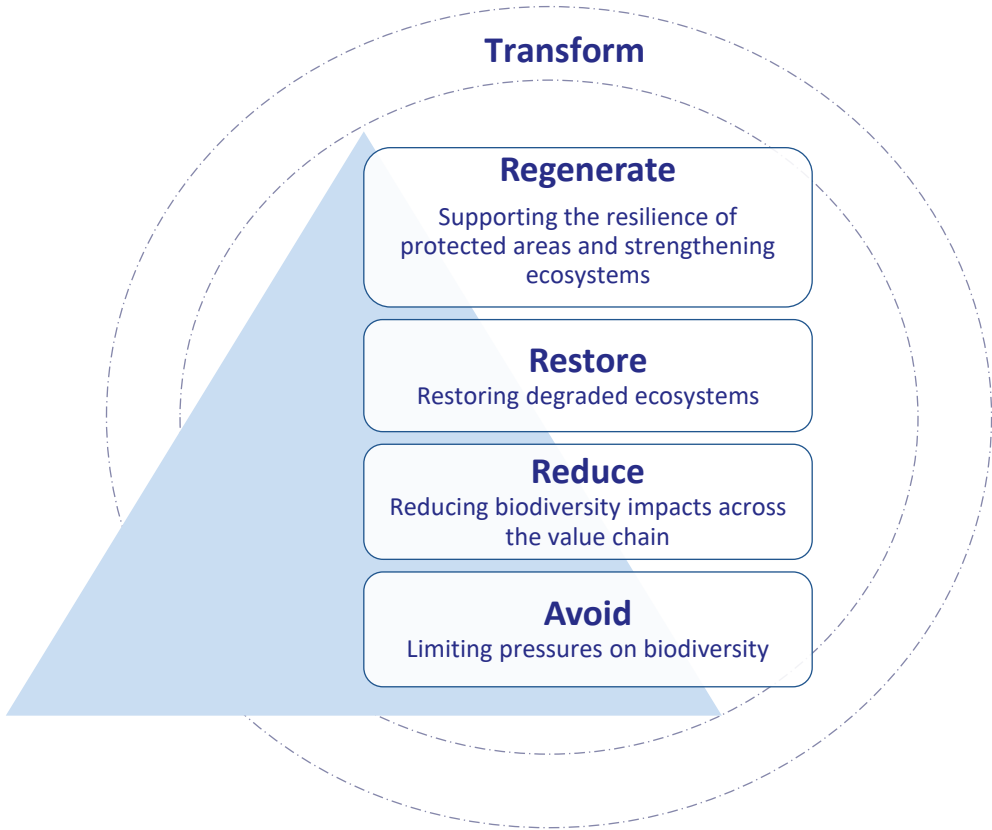 Transform
Regenerate
Supporting the resilience of
protected areas and strengthening
ecosystems
Restore
Restoring degraded ecosystems
Reduce
Reducing biodiversity impacts across
the value chain
Avoid
Limiting pressures on biodiversity